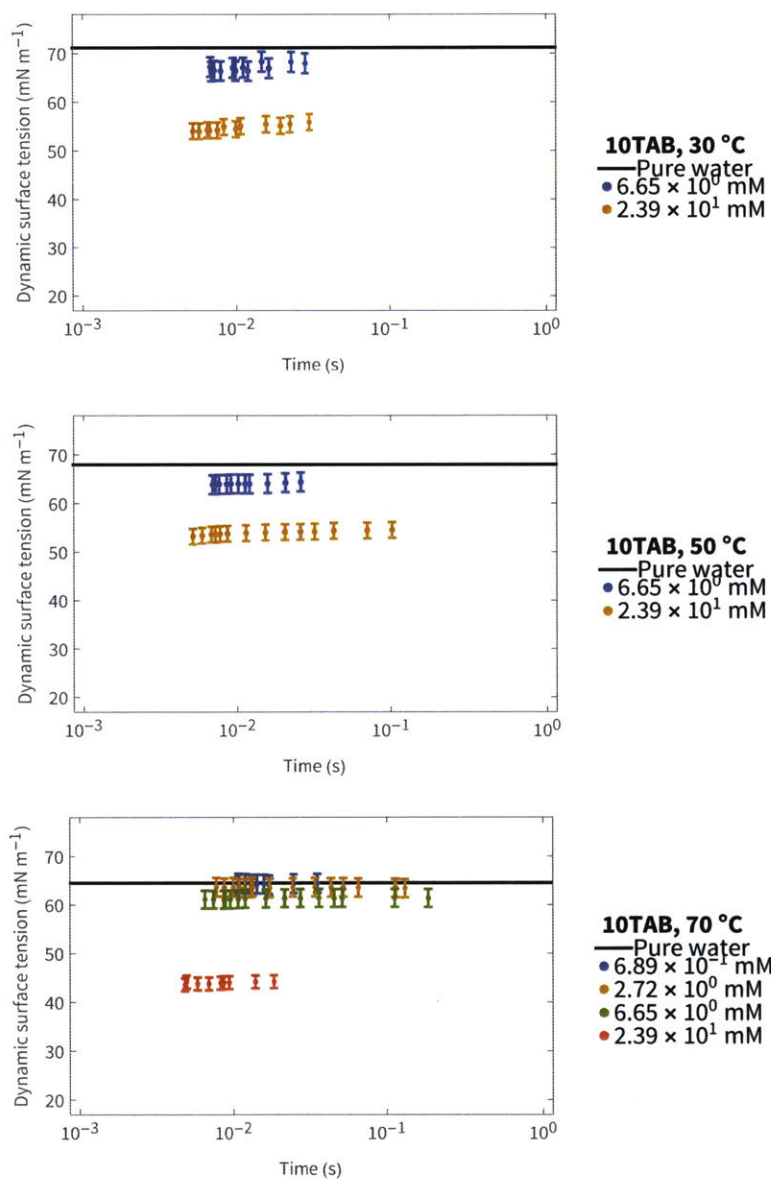 Dynamic surface tension (mN m⁻¹)
70
60
50
40
30
20
10⁻³
10⁻²
10⁻¹
10⁰
Time (s)
10TAB, 30 °C
Pure water
6.65 × 10⁰ mM
2.39 × 10¹ mM
Dynamic surface tension (mN m⁻¹)
70
60
50
40
30
20
10⁻³
10⁻²
10⁻¹
10⁰
Time (s)
10TAB, 50 °C
Pure water
6.65 × 10⁰ mM
2.39 × 10¹ mM
Dynamic surface tension (mN m⁻¹)
70
60
50
40
30
20
10⁻³
10⁻²
10⁻¹
10⁰
Time (s)
10TAB, 70 °C
Pure water
6.89 × 10⁻¹ mM
2.72 × 10⁰ mM
6.65 × 10⁰ mM
2.39 × 10¹ mM